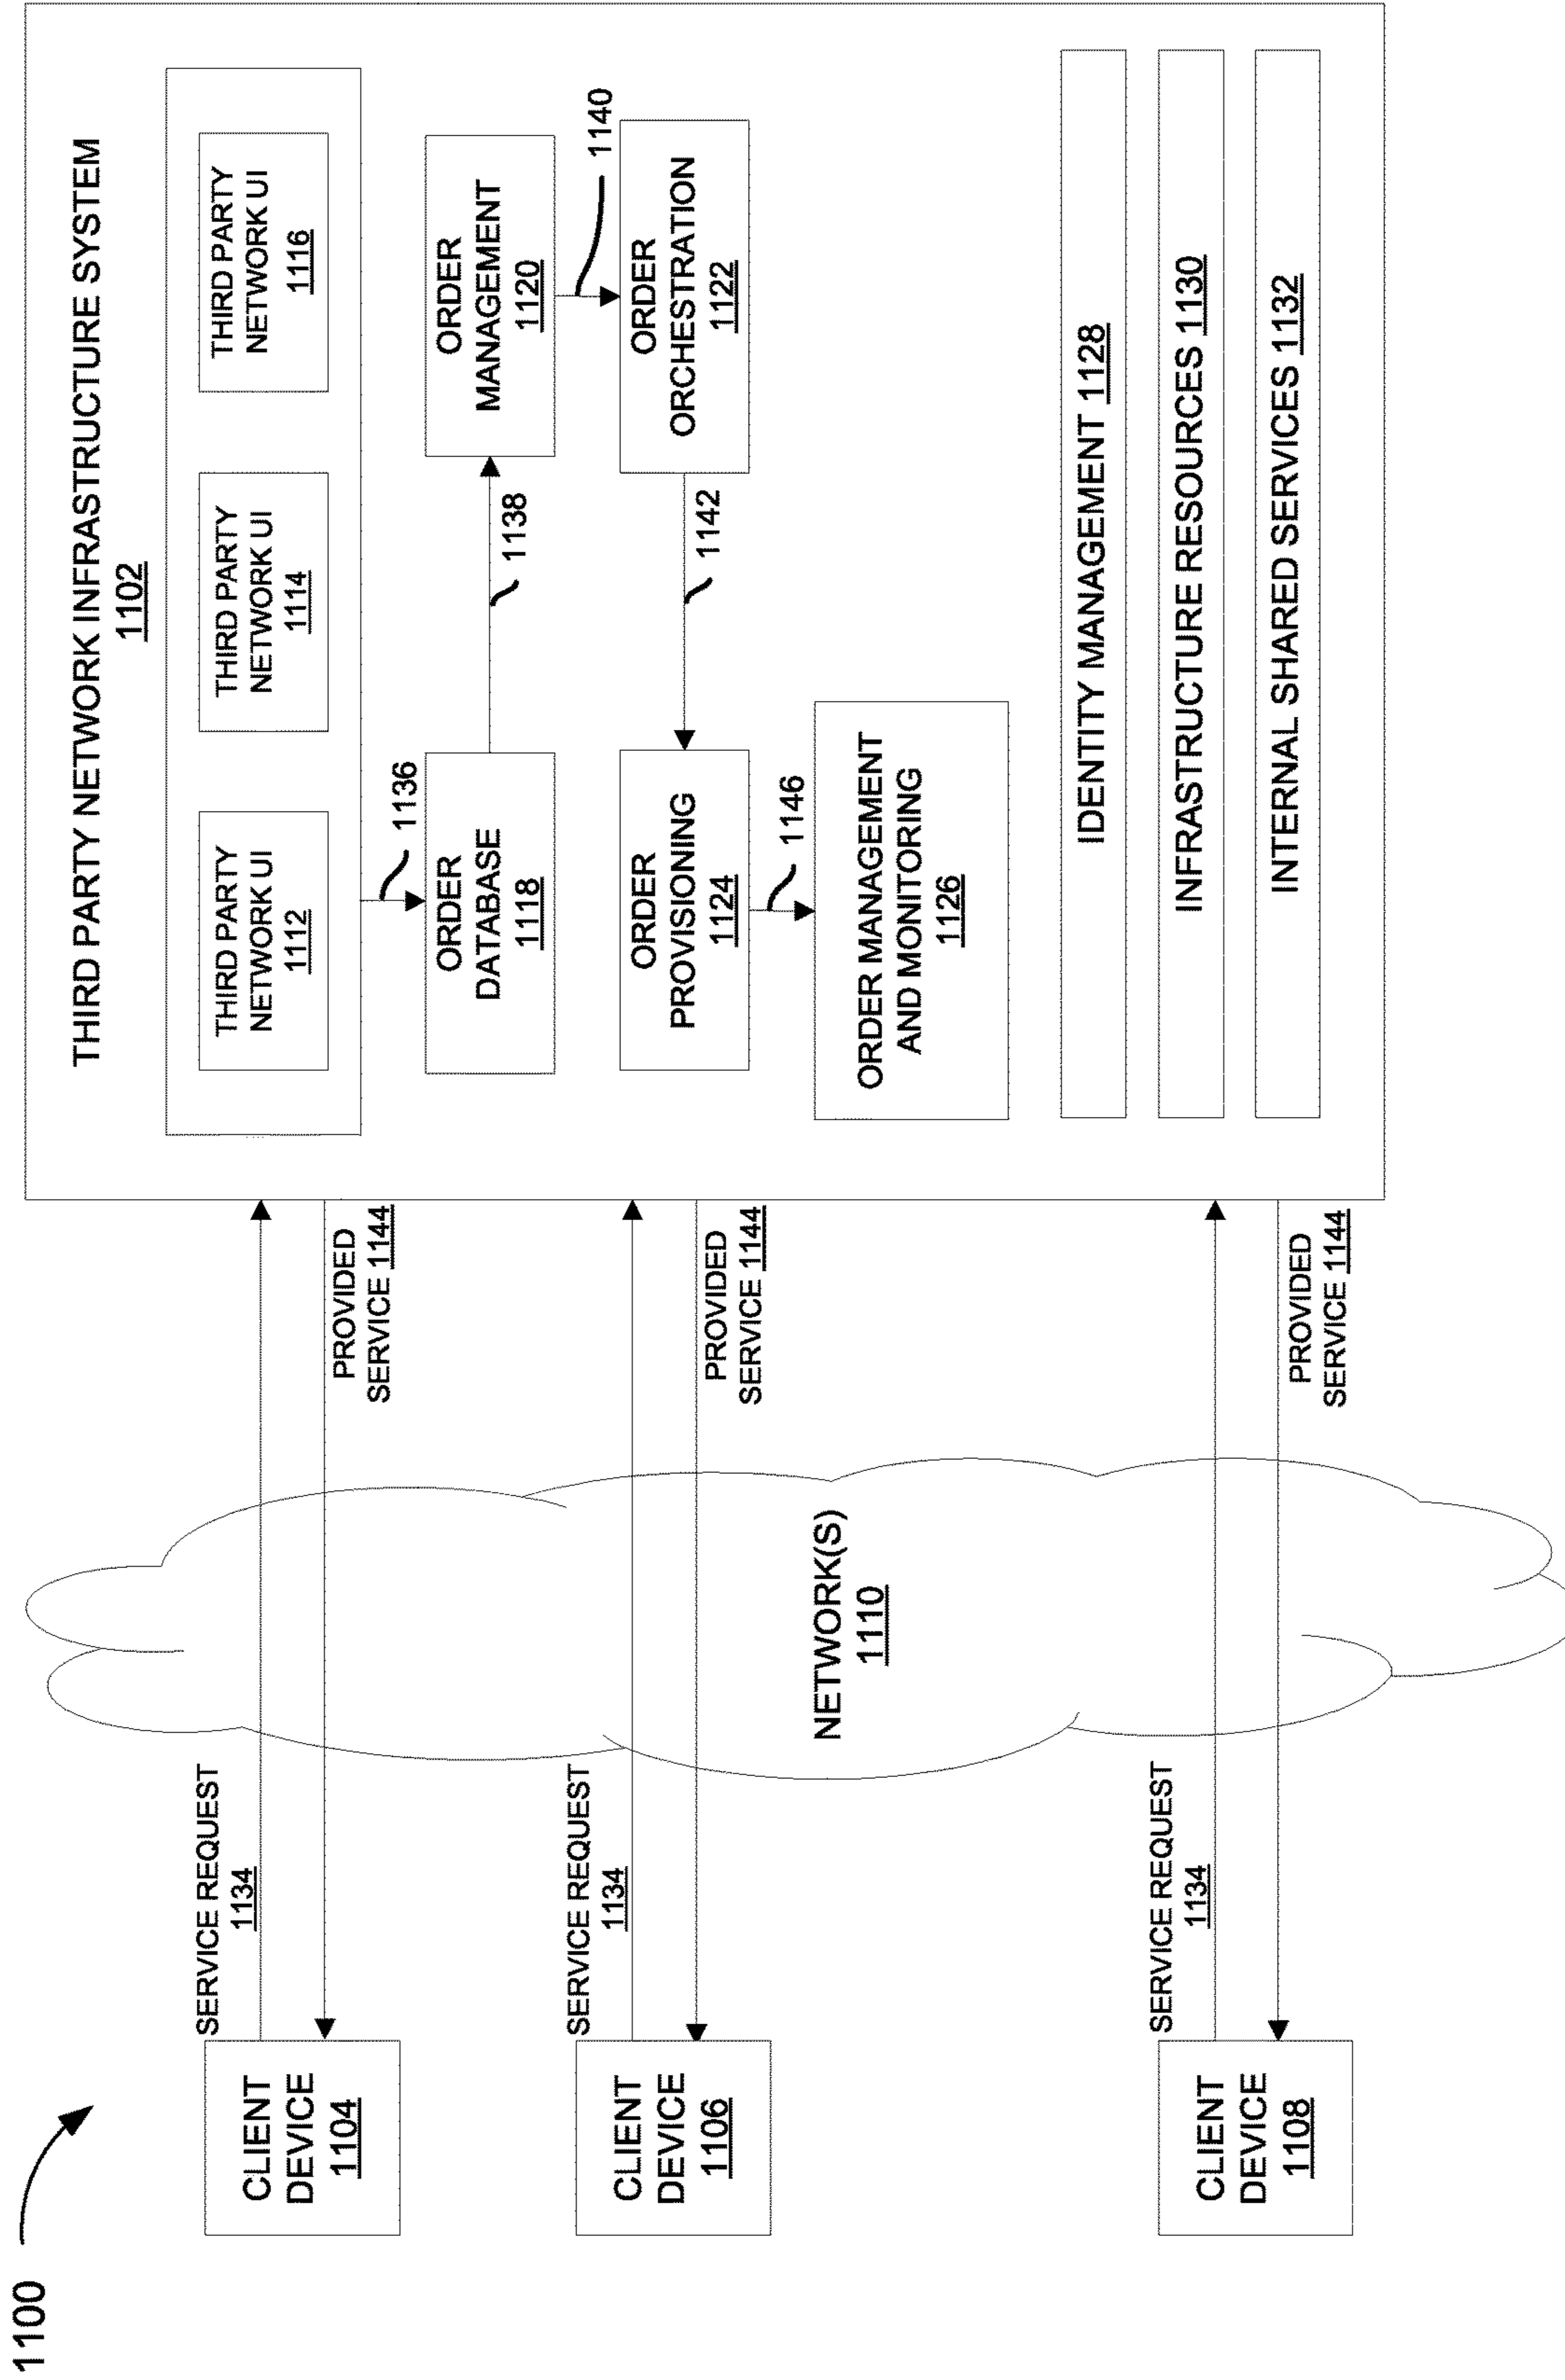 1100
CLIENT
DEVICE
1104
CLIENT
DEVICE
1106
CLIENT
DEVICE
1108
SERVICE REQUEST
1134
SERVICE REQUEST
1134
SERVICE REQUEST
1134
NETWORK(S)
1110
PROVIDED
SERVICE 1144
PROVIDED
SERVICE 1144
PROVIDED
SERVICE 1144
THIRD PARTY NETWORK INFRASTRUCTURE SYSTEM
1102
THIRD PARTY
NETWORK UI
1112
THIRD PARTY
NETWORK UI
1114
THIRD PARTY
NETWORK UI
1116
1136
ORDER
DATABASE
1118
1138
ORDER
MANAGEMENT
1120
1140
ORDER
PROVISIONING
1124
1142
ORDER
ORCHESTRATION
1122
1146
ORDER MANAGEMENT
AND MONITORING
1126
IDENTITY MANAGEMENT 1128
INFRASTRUCTURE RESOURCES 1130
INTERNAL SHARED SERVICES 1132